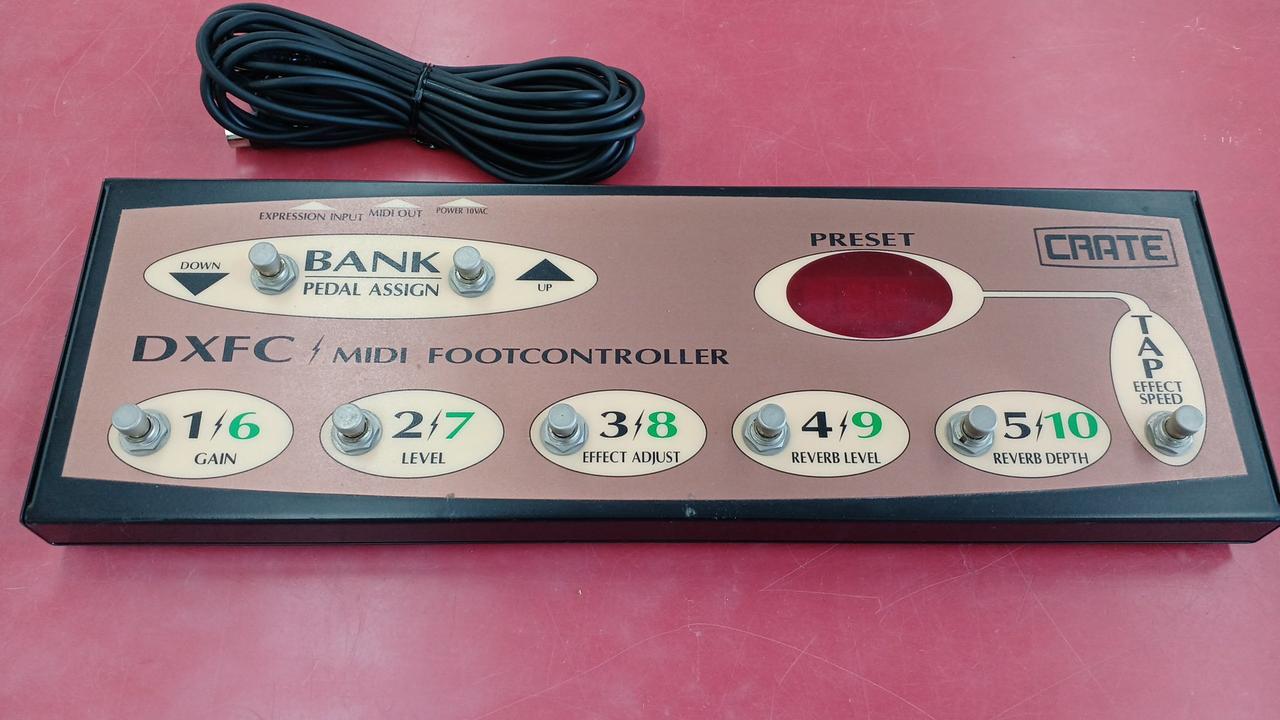 EXPRESSION INPUT MIDI OUT POWER 10VAC
DOWN
BANK
PEDAL ASSIGN
UP
PRESET
CRATE
DXFC MIDI FOOTCONTROLLER
TAP
EFFECT
SPEED
1/6
GAIN
2/7
LEVEL
3/8
EFFECT ADJUST
4/9
REVERB LEVEL
5/10
REVERB DEPTH